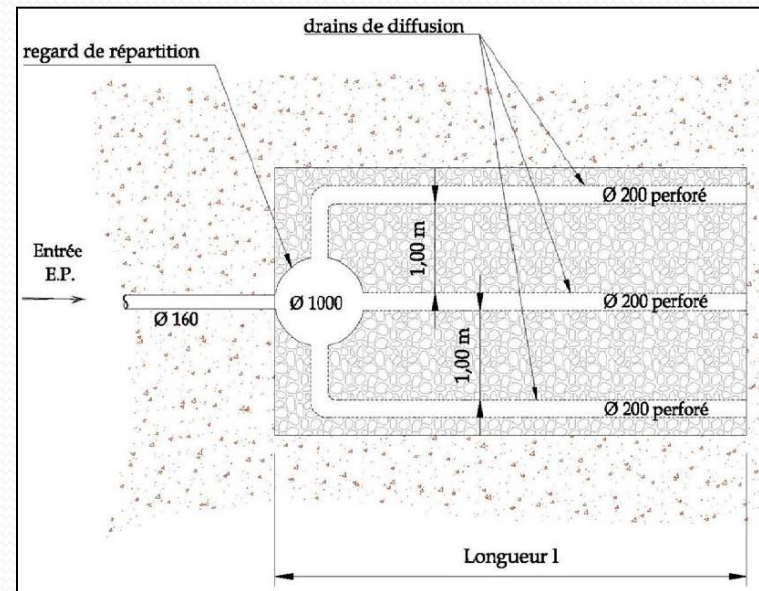 drains de diffusion
regard de répartition
Ø 200 perforé
1,00 m
Entrée
E.P.
Ø 160
Ø 1000
Ø 200 perforé
1,00 m
Ø 200 perforé
Longueur l